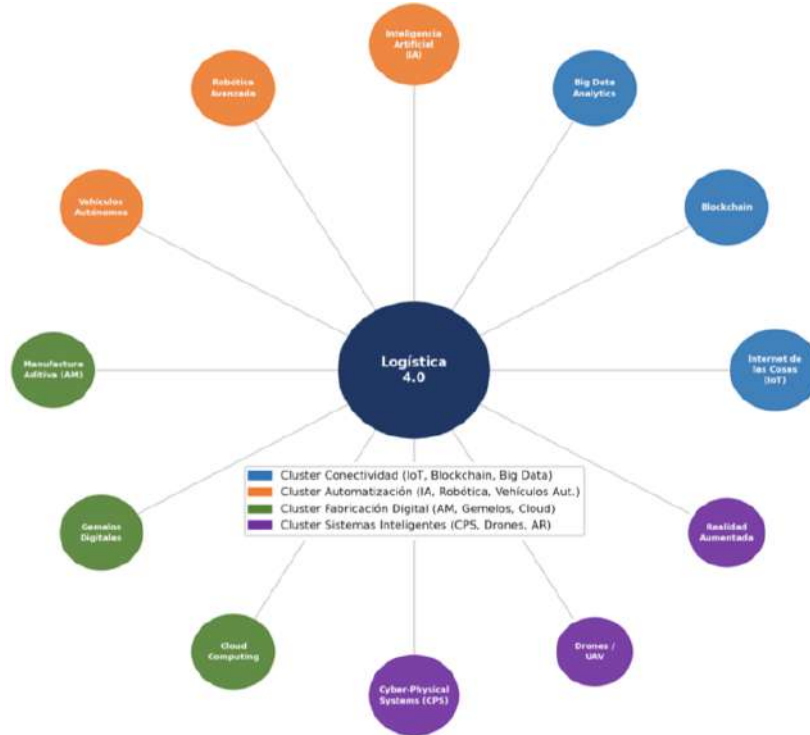 Inteligencia
Artificial
(IA)
Robótica
Avanzada
Big Data
Analytics
Vehículos
Autónomos
Blockchain
Logística
4.0
Manufactura
Aditiva (AM)
Internet de
las Cosas
(IoT)
Cluster Conectividad (IoT, Blockchain, Big Data)
Cluster Automatización (IA, Robótica, Vehículos Aut.)
Cluster Fabricación Digital (AM, Gemelos, Cloud)
Cluster Sistemas Inteligentes (CPS, Drones, AR)
Gemelos
Digitales
Realidad
Aumentada
Cloud
Computing
Drones /
UAV
Cyber-Physical
Systems (CPS)